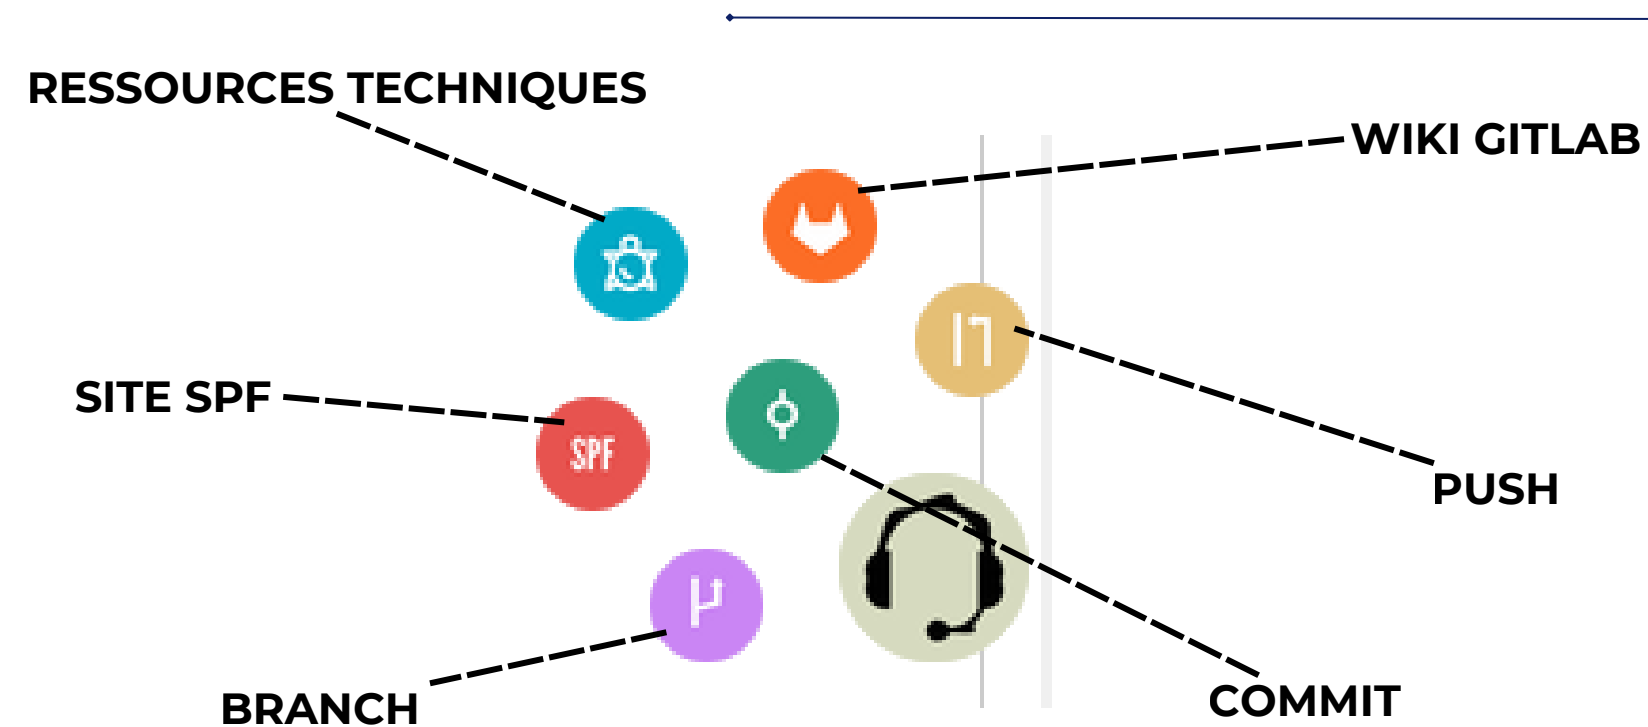 RESSOURCES TECHNIQUES
WIKI GITLAB
SITE SPF
SPF
PUSH
BRANCH
COMMIT